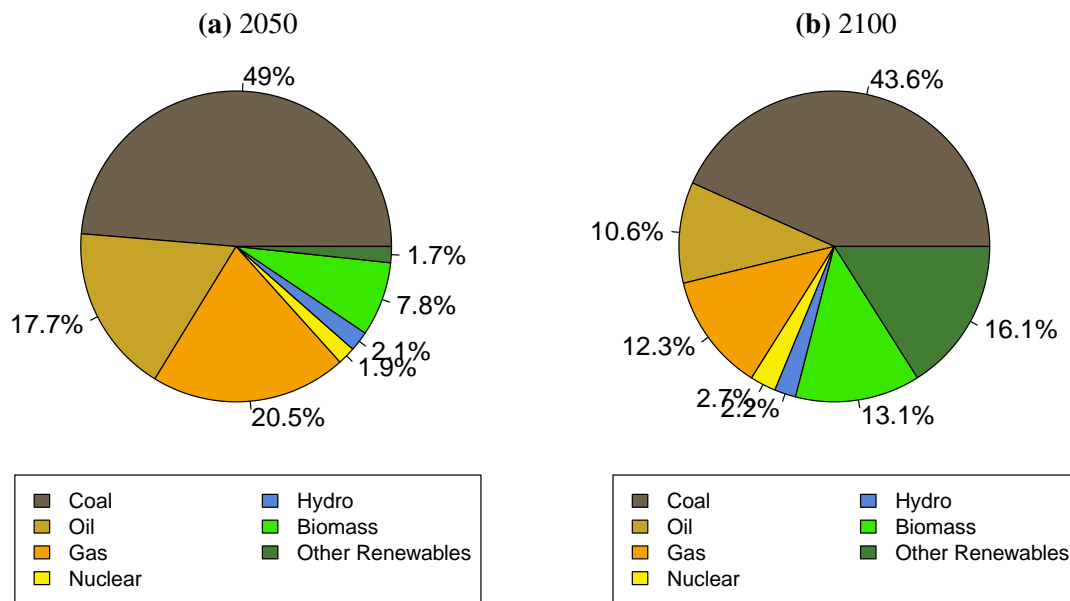 (a) 2050
49%
17.7%
20.5%
1.9%
2.1%
7.8%
1.7%
Coal
Oil
Gas
Nuclear
Hydro
Biomass
Other Renewables
(b) 2100
43.6%
10.6%
12.3%
2.7%
2.2%
13.1%
16.1%
Coal
Oil
Gas
Nuclear
Hydro
Biomass
Other Renewables